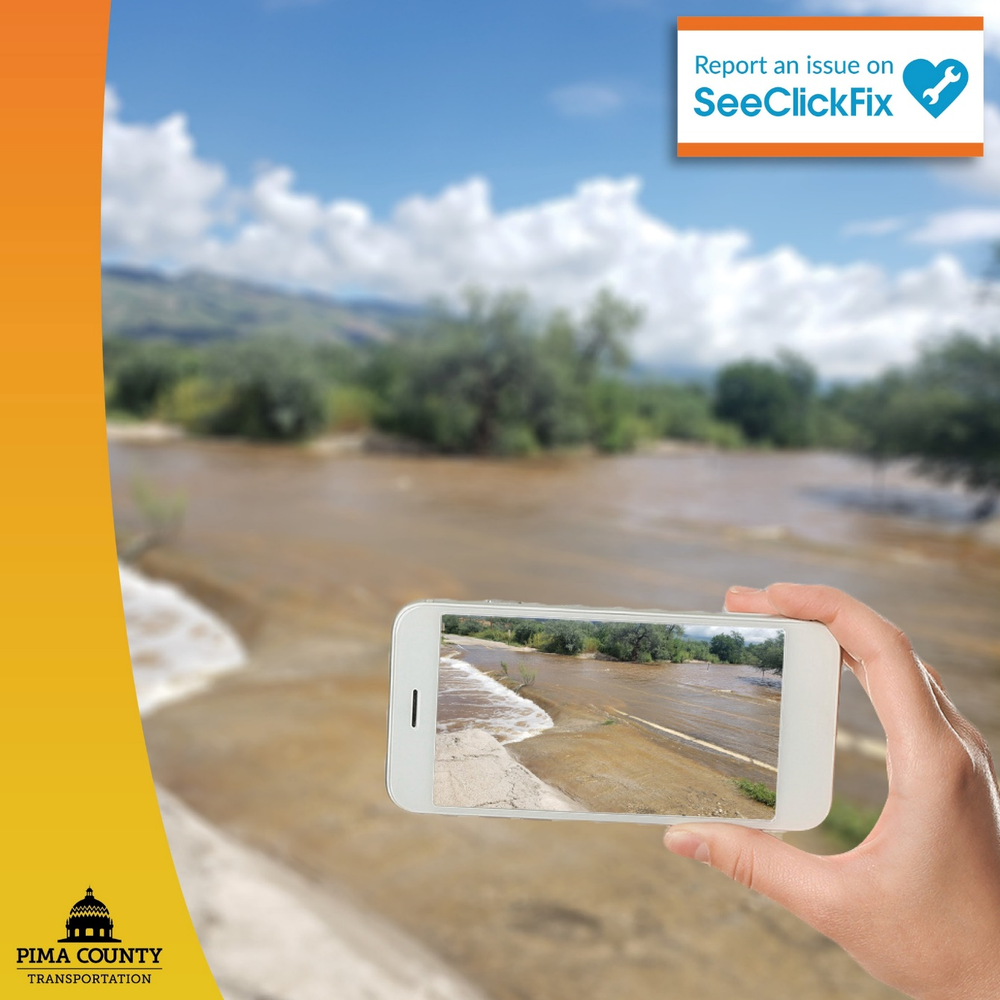 Report an issue on
SeeClickFix
PIMA COUNTY
TRANSPORTATION